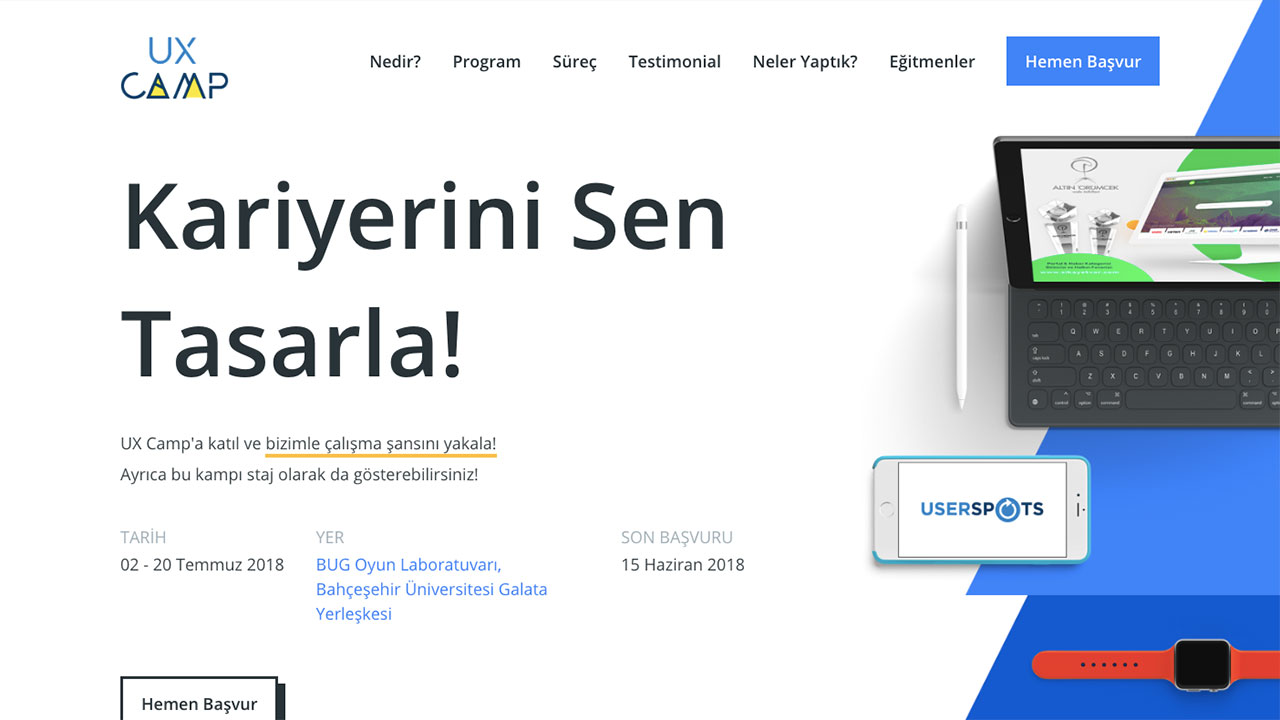 UX
CAMP
Nedir?
Program
Süreç
Testimonial
Neler Yaptık?
Eğitmenler
Hemen Başvur
Kariyerini Sen
Tasarla!
UX Camp'a katıl ve bizimle çalışma şansını yakala!
Ayrıca bu kampı staj olarak da gösterebilirsiniz!
TARİH
02 - 20 Temmuz 2018
YER
BUG Oyun Laboratuvarı,
Bahçeşehir Üniversitesi Galata
Yerleşkesi
SON BAŞVURU
15 Haziran 2018
Hemen Başvur
ALTIN ÖRÜMCEK
Q W E R T Y U I O P
A S D F G H J K L
Z X C V B N M
USERSPOTS